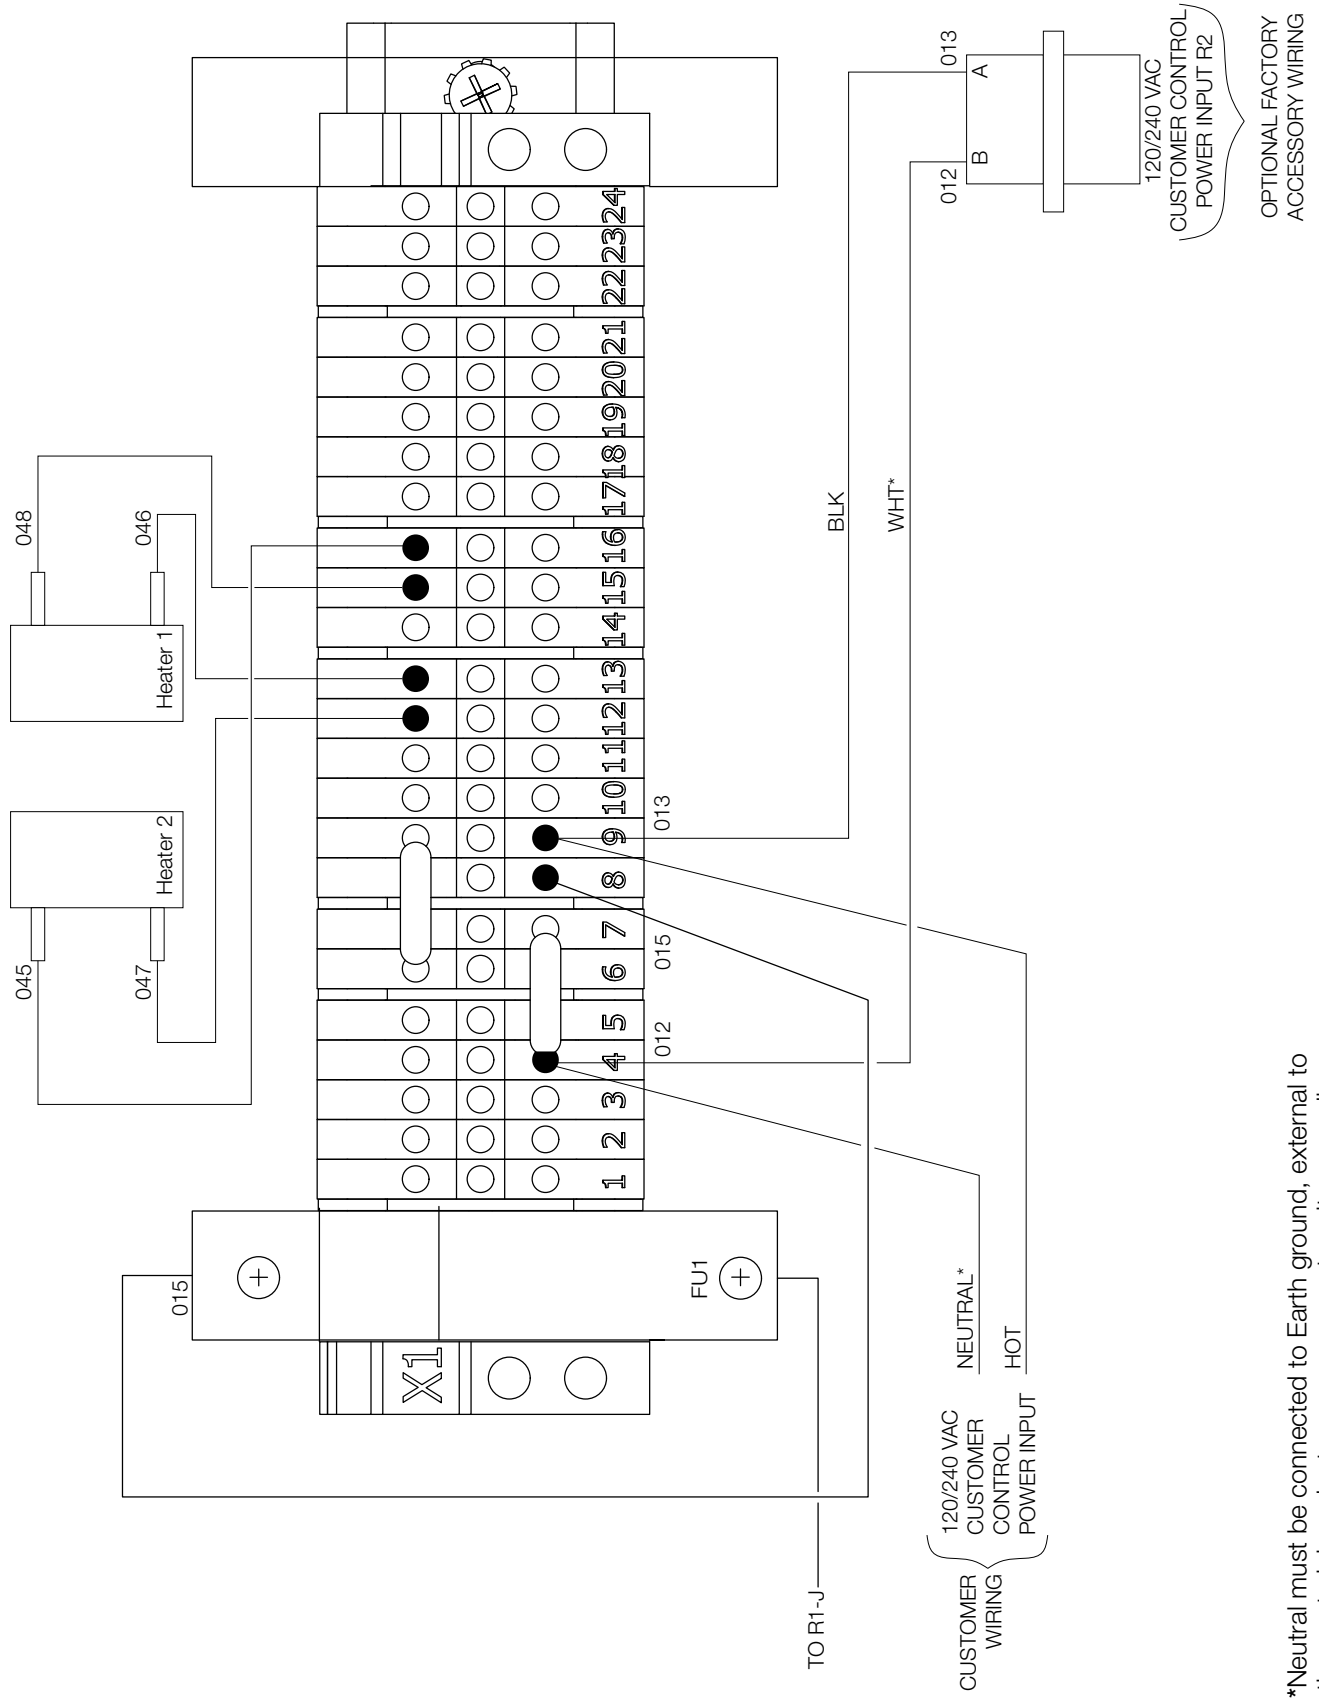 045
047
Heater 2
Heater 1
048
046
015
FU1
X1
1 2 3 4 5 6 7 8 9 10 11 12 13 14 15 16 17 18 19 20 21 22 23 24
012
015
013
TO R1-J
BLK
WHT*
CUSTOMER
WIRING
120/240 VAC
CUSTOMER
CONTROL
POWER INPUT
NEUTRAL*
HOT
012
013
B
A
120/240 VAC
CUSTOMER CONTROL
POWER INPUT R2
OPTIONAL FACTORY
ACCESSORY WIRING
*Neutral must be connected to Earth ground, external to